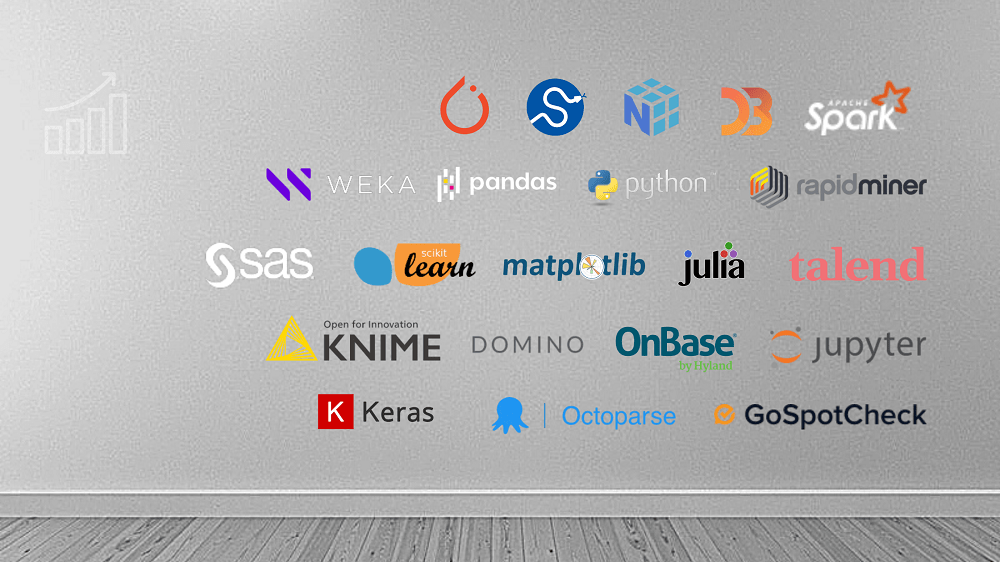 APACHE
Spark
WEKA
pandas
python
rapidminer
sas
scikit
learn
matplotlib
julia
talend
Open for Innovation
KNIME
DOMINO
OnBase
by Hyland
jupyter
K Keras
Octoparse
GoSpotCheck